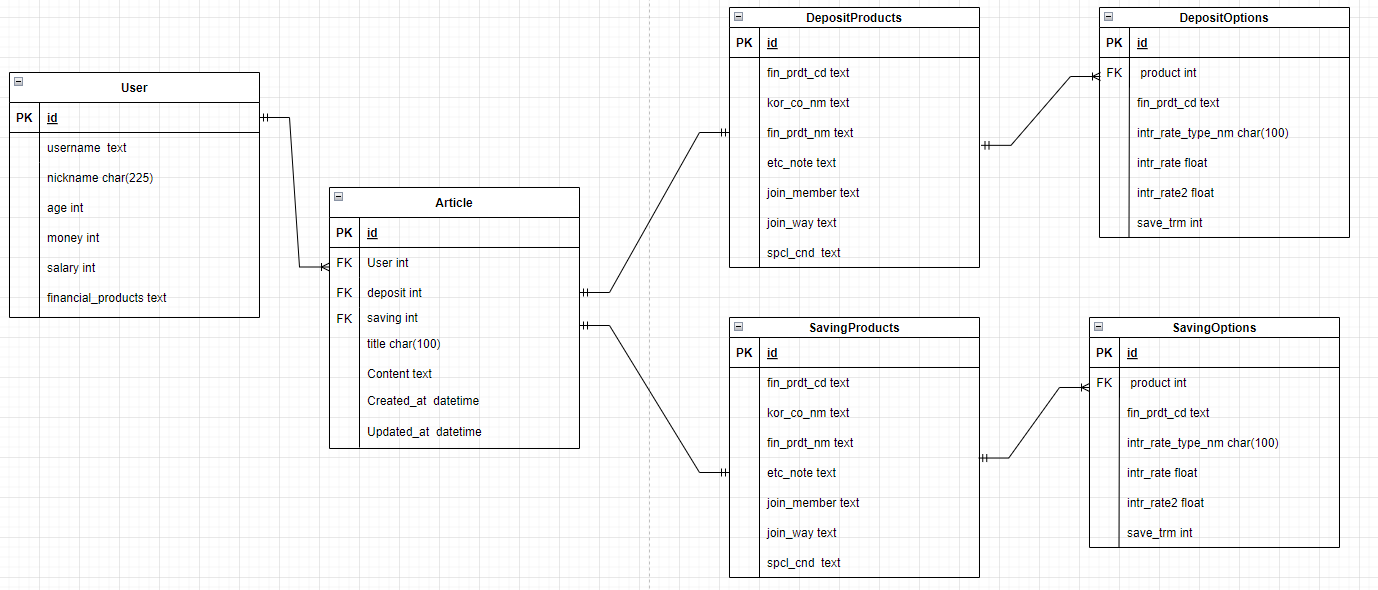 User
PK id
username text
nickname char(225)
age int
money int
salary int
financial_products text
Article
PK id
FK User int
FK deposit int
FK saving int
title char(100)
Content text
Created_at datetime
Updated_at datetime
DepositProducts
PK id
fin_prdt_cd text
kor_co_nm text
fin_prdt_nm text
etc_note text
join_member text
join_way text
spcl_cnd text
DepositOptions
PK id
FK product int
fin_prdt_cd text
intr_rate_type_nm char(100)
intr_rate float
intr_rate2 float
save_trm int
SavingProducts
PK id
fin_prdt_cd text
kor_co_nm text
fin_prdt_nm text
etc_note text
join_member text
join_way text
spcl_cnd text
SavingOptions
PK id
FK product int
fin_prdt_cd text
intr_rate_type_nm char(100)
intr_rate float
intr_rate2 float
save_trm int